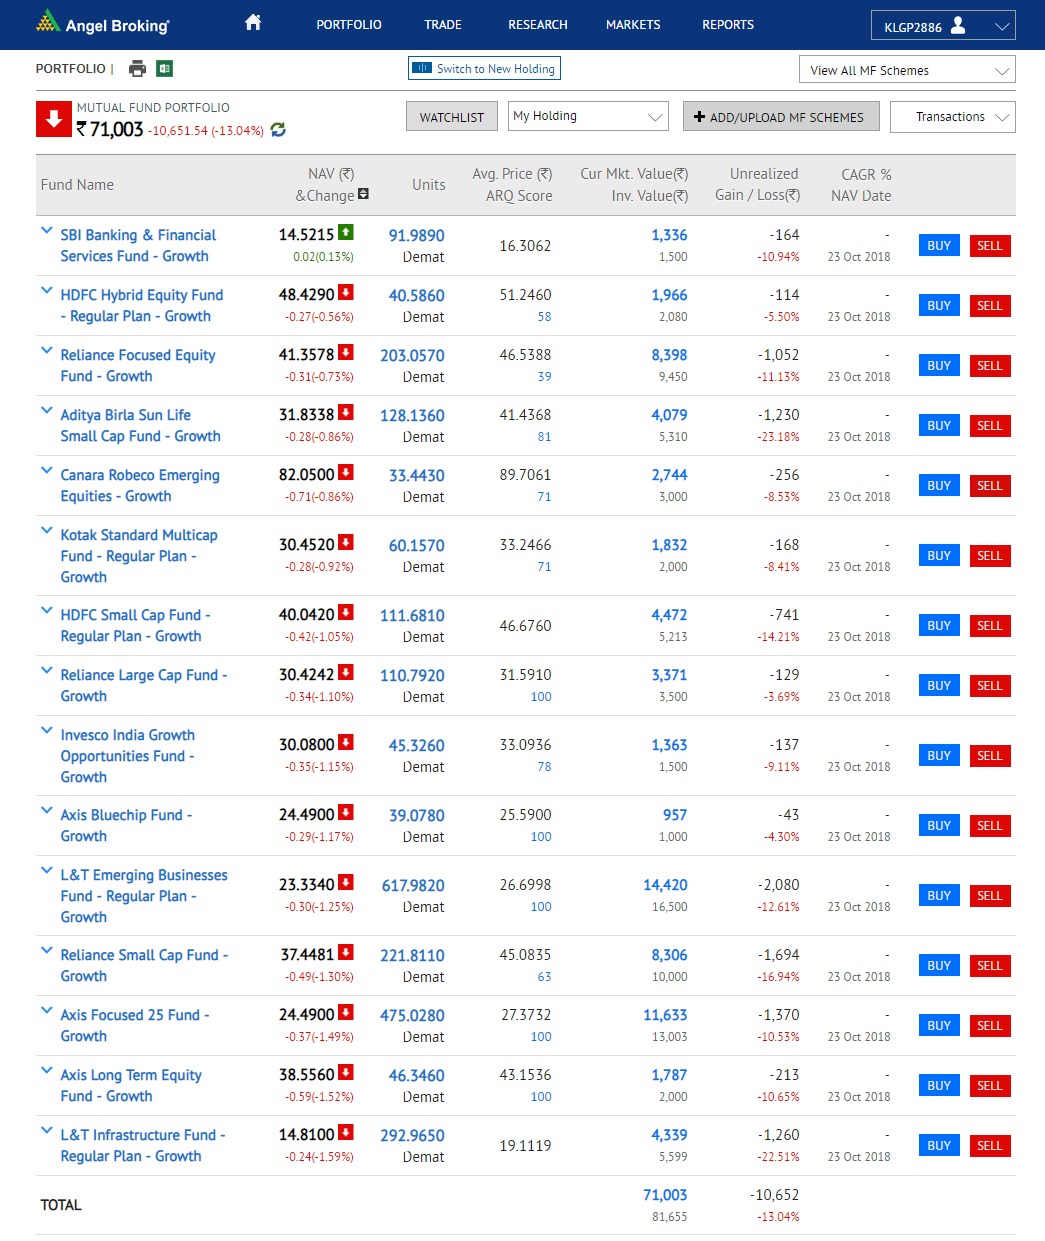 Angel Broking
PORTFOLIO TRADE RESEARCH MARKETS REPORTS KLGP2886
PORTFOLIO | Switch to New Holding View All MF Schemes
MUTUAL FUND PORTFOLIO
₹ 71,003 -10,651.54 (-13.04%)
WATCHLIST My Holding ADD/UPLOAD MF SCHEMES Transactions
Fund Name NAV (₹) Units Avg. Price (₹) Cur Mkt. Value(₹) Unrealized CAGR %
&Change ARQ Score Inv. Value(₹) Gain / Loss(₹) NAV Date
SBI Banking & Financial 14.5215 91.9890 16.3062 1,336 -164 - BUY SELL
Services Fund - Growth 0.02(0.13%) Demat 1,500 -10.94% 23 Oct 2018
HDFC Hybrid Equity Fund 48.4290 40.5860 51.2460 1,966 -114 - BUY SELL
- Regular Plan - Growth -0.27(-0.56%) Demat 58 2,080 -5.50% 23 Oct 2018
Reliance Focused Equity 41.3578 203.0570 46.5388 8,398 -1,052 - BUY SELL
Fund - Growth -0.31(-0.73%) Demat 39 9,450 -11.13% 23 Oct 2018
Aditya Birla Sun Life 31.8338 128.1360 41.4368 4,079 -1,230 - BUY SELL
Small Cap Fund - Growth -0.28(-0.86%) Demat 81 5,310 -23.18% 23 Oct 2018
Canara Robeco Emerging 82.0500 33.4430 89.7061 2,744 -256 - BUY SELL
Equities - Growth -0.71(-0.86%) Demat 71 3,000 -8.53% 23 Oct 2018
Kotak Standard Multicap 30.4520 60.1570 33.2466 1,832 -168 - BUY SELL
Fund - Regular Plan - -0.28(-0.92%) Demat 71 2,000 -8.41% 23 Oct 2018
Growth
HDFC Small Cap Fund - 40.0420 111.6810 46.6760 4,472 -741 - BUY SELL
Regular Plan - Growth -0.42(-1.05%) Demat 5,213 -14.21% 23 Oct 2018
Reliance Large Cap Fund - 30.4242 110.7920 31.5910 3,371 -129 - BUY SELL
Growth -0.34(-1.10%) Demat 100 3,500 -3.69% 23 Oct 2018
Invesco India Growth 30.0800 45.3260 33.0936 1,363 -137 - BUY SELL
Opportunities Fund - -0.35(-1.15%) Demat 78 1,500 -9.11% 23 Oct 2018
Growth
Axis Bluechip Fund - 24.4900 39.0780 25.5900 957 -43 - BUY SELL
Growth -0.29(-1.17%) Demat 100 1,000 -4.30% 23 Oct 2018
L&T Emerging Businesses 23.3340 617.9820 26.6998 14,420 -2,080 - BUY SELL
Fund - Regular Plan - -0.30(-1.25%) Demat 100 16,500 -12.61% 23 Oct 2018
Growth
Reliance Small Cap Fund - 37.4481 221.8110 45.0835 8,306 -1,694 - BUY SELL
Growth -0.49(-1.30%) Demat 63 10,000 -16.94% 23 Oct 2018
Axis Focused 25 Fund - 24.4900 475.0280 27.3732 11,633 -1,370 - BUY SELL
Growth -0.37(-1.49%) Demat 100 13,003 -10.53% 23 Oct 2018
Axis Long Term Equity 38.5560 46.3460 43.1536 1,787 -213 - BUY SELL
Fund - Growth -0.59(-1.52%) Demat 100 2,000 -10.65% 23 Oct 2018
L&T Infrastructure Fund - 14.8100 292.9650 19.1119 4,339 -1,260 - BUY SELL
Regular Plan - Growth -0.24(-1.59%) Demat 5,599 -22.51% 23 Oct 2018
TOTAL 71,003 -10,652
81,655 -13.04%